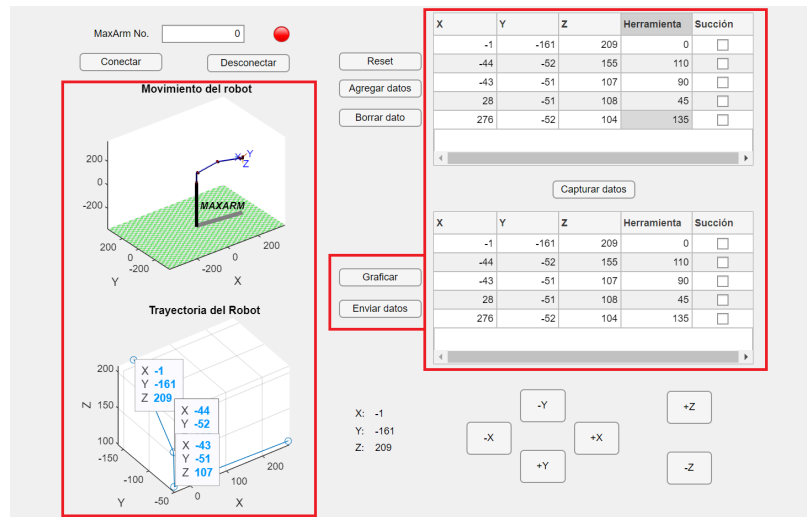 MaxArm No. 0
Conectar Desconectar
Movimiento del robot
200
0
-200
X Y
Z
MAXARM
200
0
-200
Y
-200
0
200
X
Trayectoria del Robot
200
150
100
Z
X -1
Y -161
Z 209
X -44
Y -52
X -43
Y -51
Z 107
-150
-100
-50
Y
0
100
200
X
Reset
Agregar datos
Borrar dato
X Y Z Herramienta Succión
-1 -161 209 0
-44 -52 155 110
-43 -51 107 90
28 -51 108 45
276 -52 104 135
Capturar datos
X Y Z Herramienta Succión
-1 -161 209 0
-44 -52 155 110
-43 -51 107 90
28 -51 108 45
276 -52 104 135
Graficar
Enviar datos
X: -1
Y: -161
Z: 209
-Y
-X +X
+Y
+Z
-Z